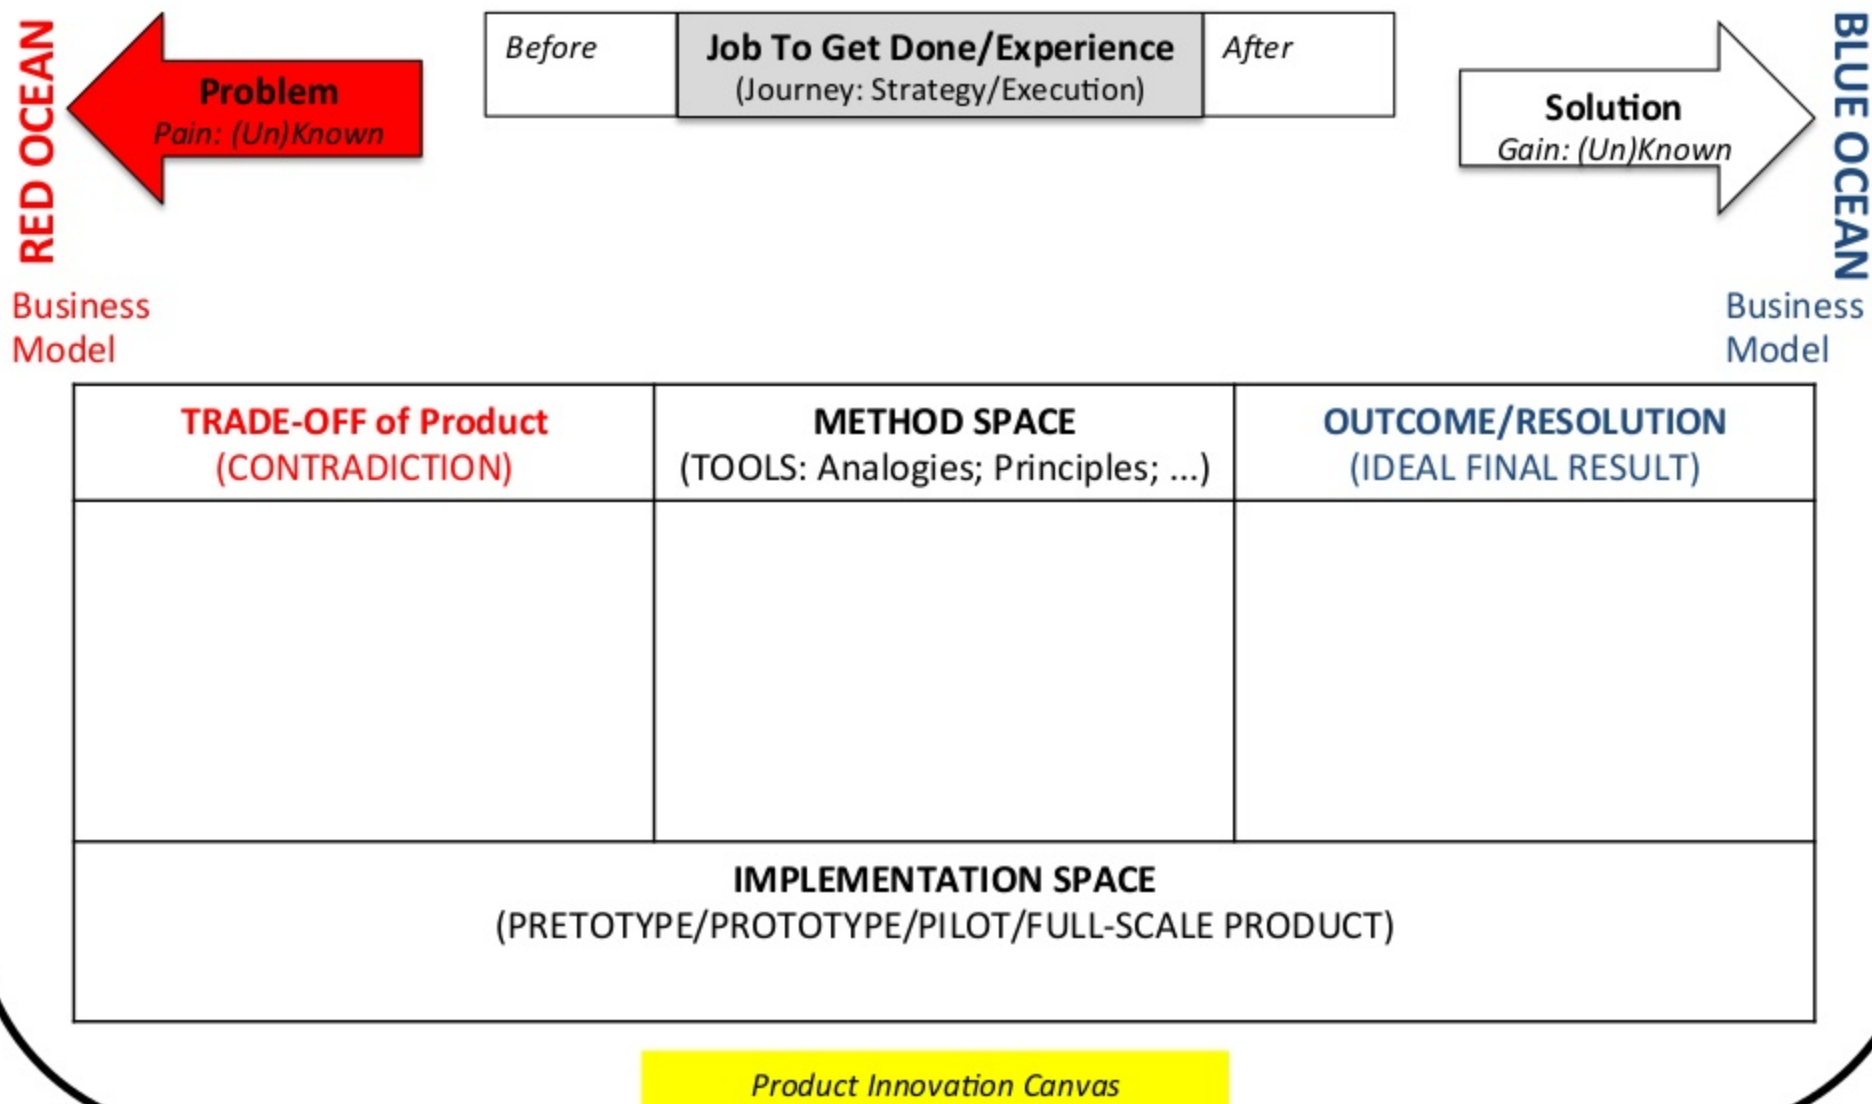 RED OCEAN
Problem
Pain: (Un)Known
Before
Job To Get Done/Experience
(Journey: Strategy/Execution)
After
Solution
Gain: (Un)Known
BLUE OCEAN
Business
Model
Business
Model
TRADE-OFF of Product
(CONTRADICTION)
METHOD SPACE
(TOOLS: Analogies; Principles; ...)
OUTCOME/RESOLUTION
(IDEAL FINAL RESULT)
IMPLEMENTATION SPACE
(PRETOTYPE/PROTOTYPE/PILOT/FULL-SCALE PRODUCT)
Product Innovation Canvas